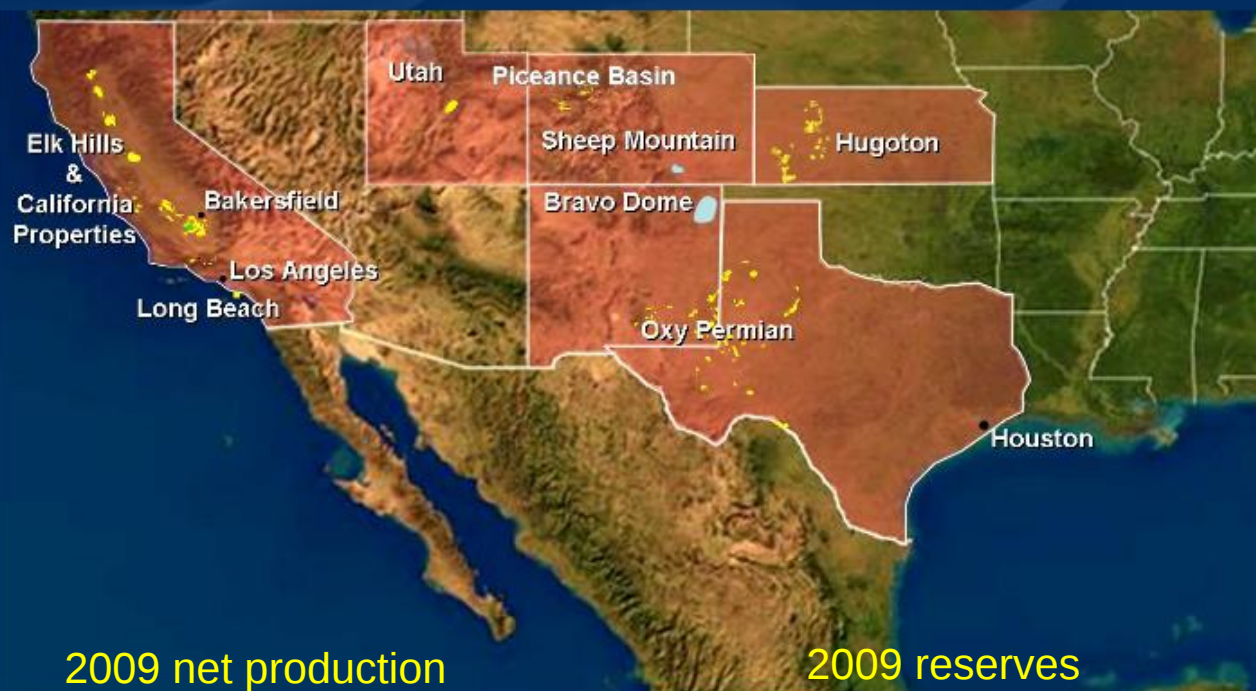 Utah
Piceance Basin
Elk Hills
&
California
Properties
Sheep Mountain
Hugoton
Bakersfield
Bravo Dome
Los Angeles
Long Beach
Oxy Permian
Houston
2009 net production
2009 reserves